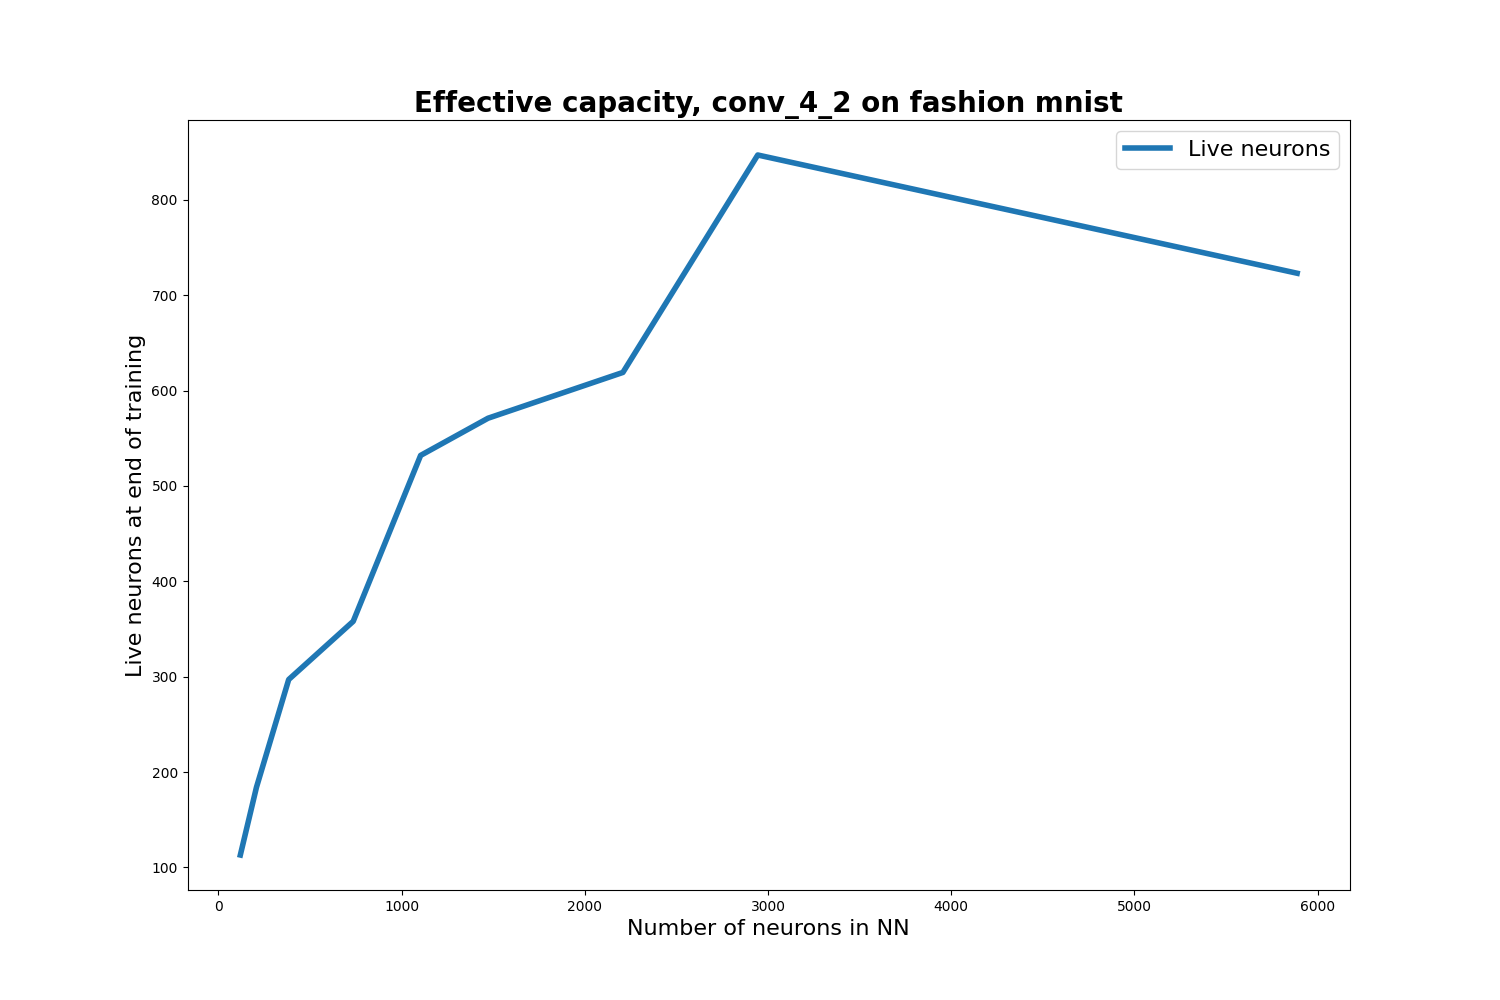 Effective capacity, conv_4_2 on fashion mnist
Live neurons
800
700
600
500
400
300
200
100
Live neurons at end of training
0 1000 2000 3000 4000 5000 6000
Number of neurons in NN